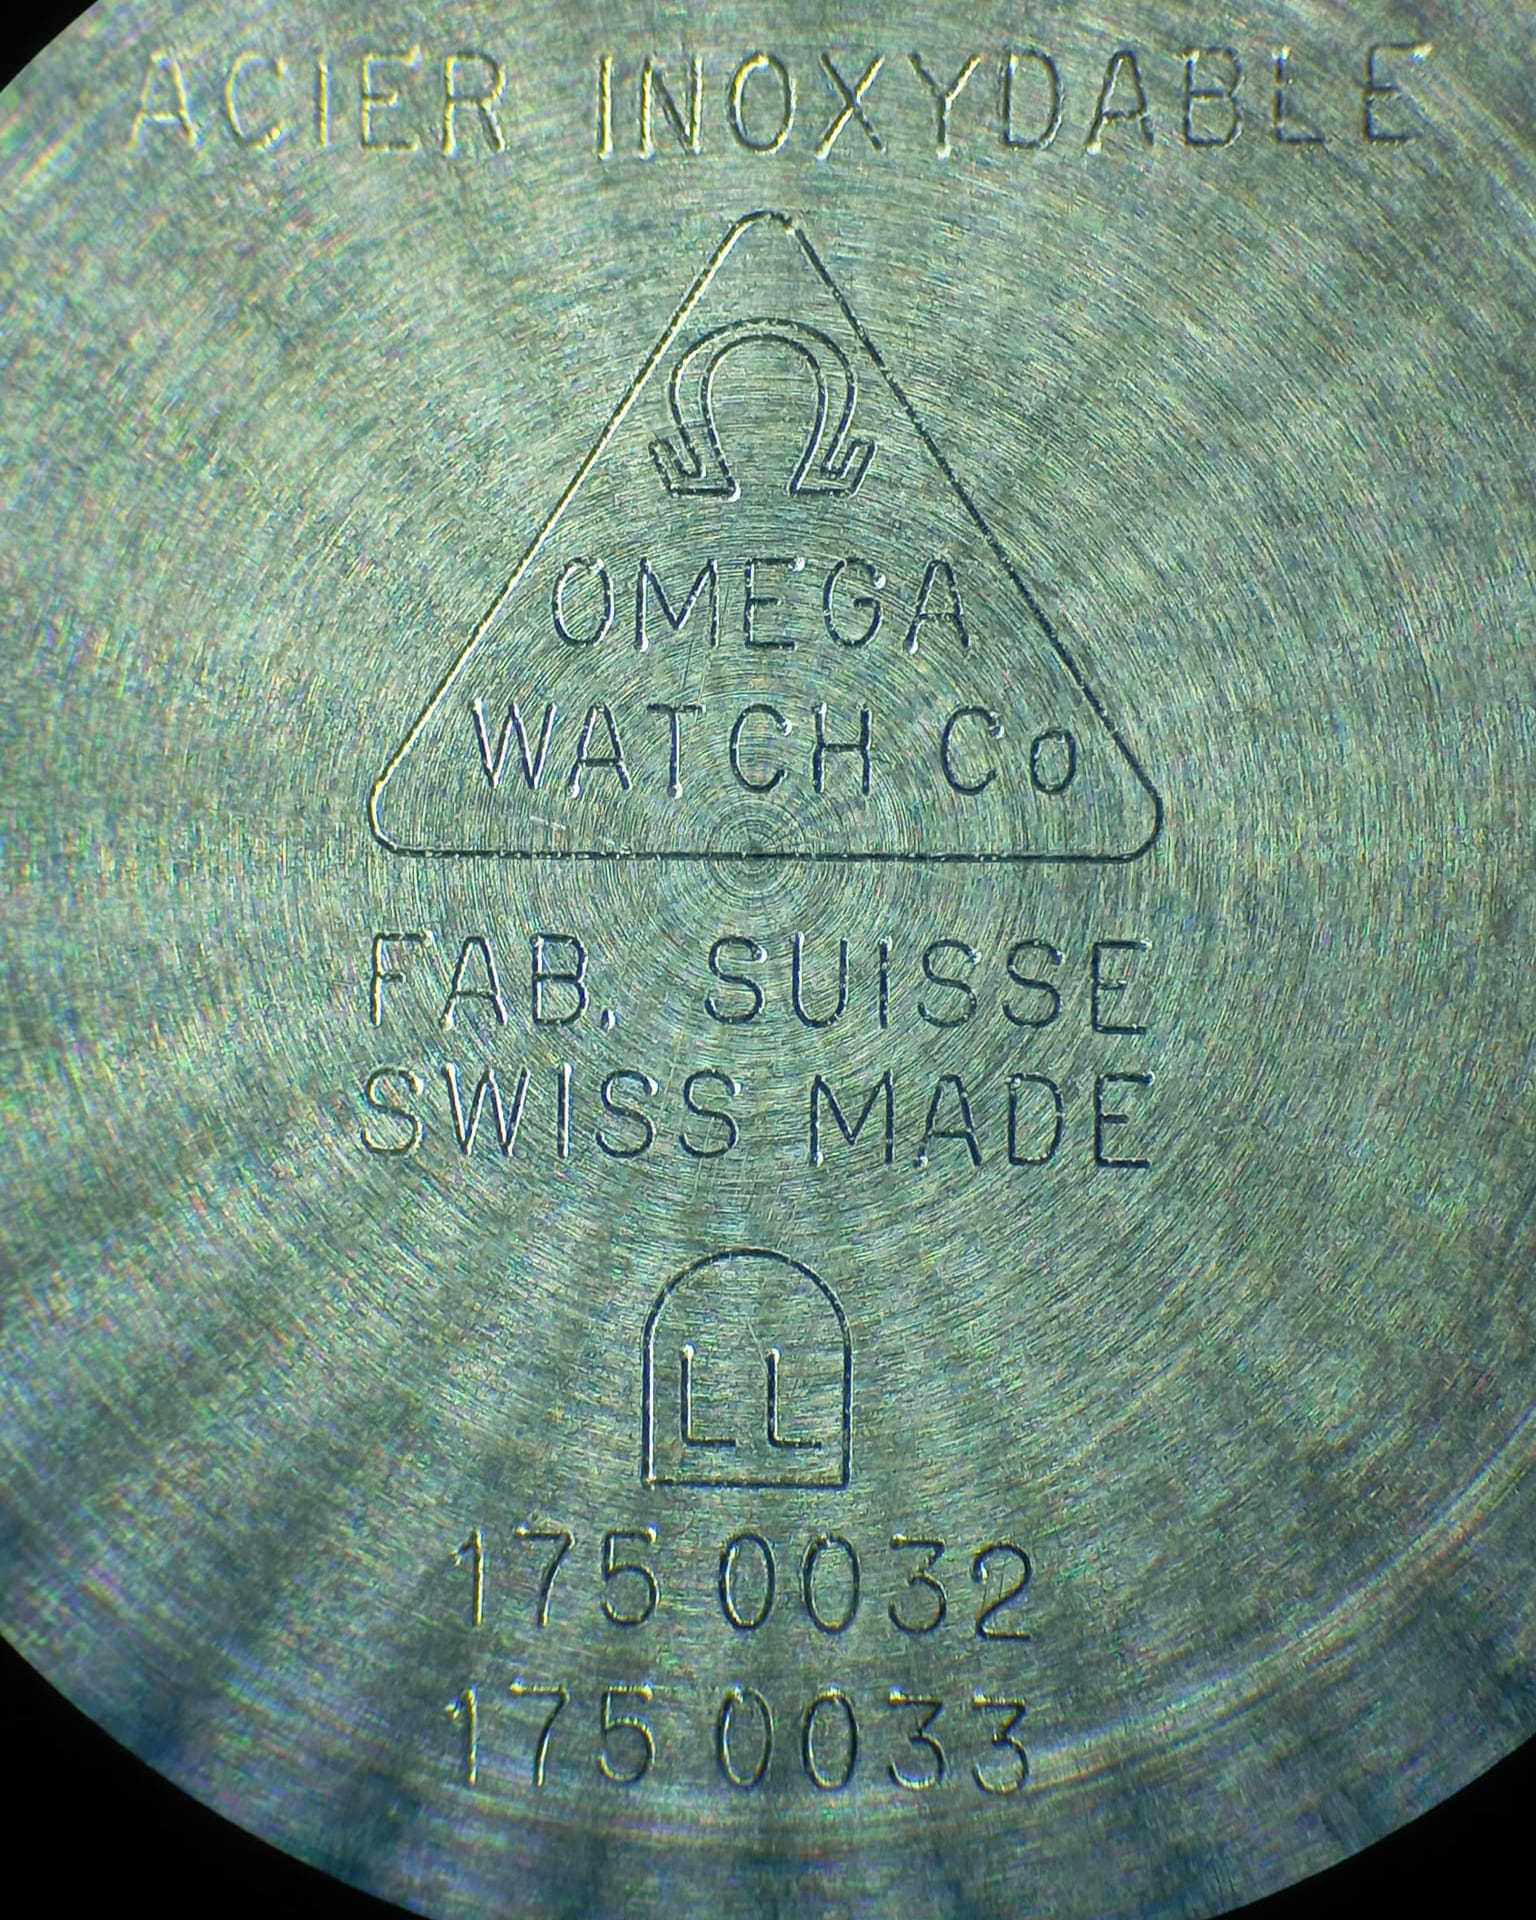 ACIER INOXYDABLE
Ω
OMEGA
WATCH Co
FAB. SUISSE
SWISS MADE
LL
175 0032
175 0033